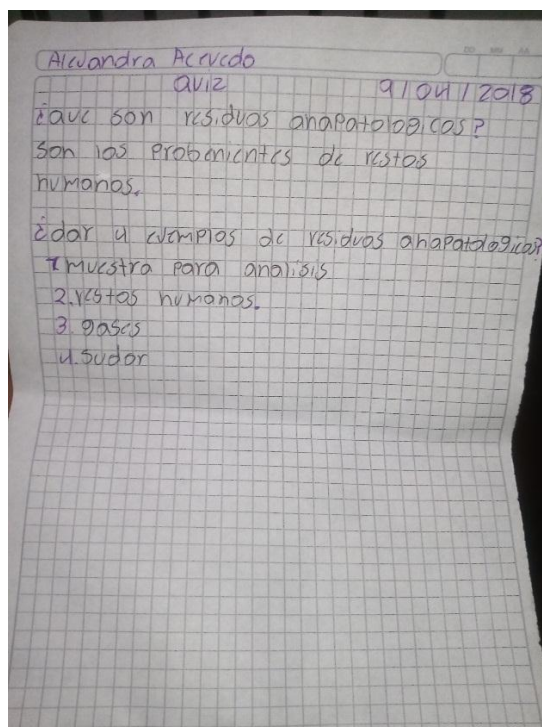 Alejandra Acevedo
quiz 9/04/2018
¿que son residuos anapatologicos?
son los probenientes de restos
humanos.
¿dar 4 ejemplos de residuos anapatologicos?
1 muestra para analisis
2. restos humanos.
3. gases
4. sudor